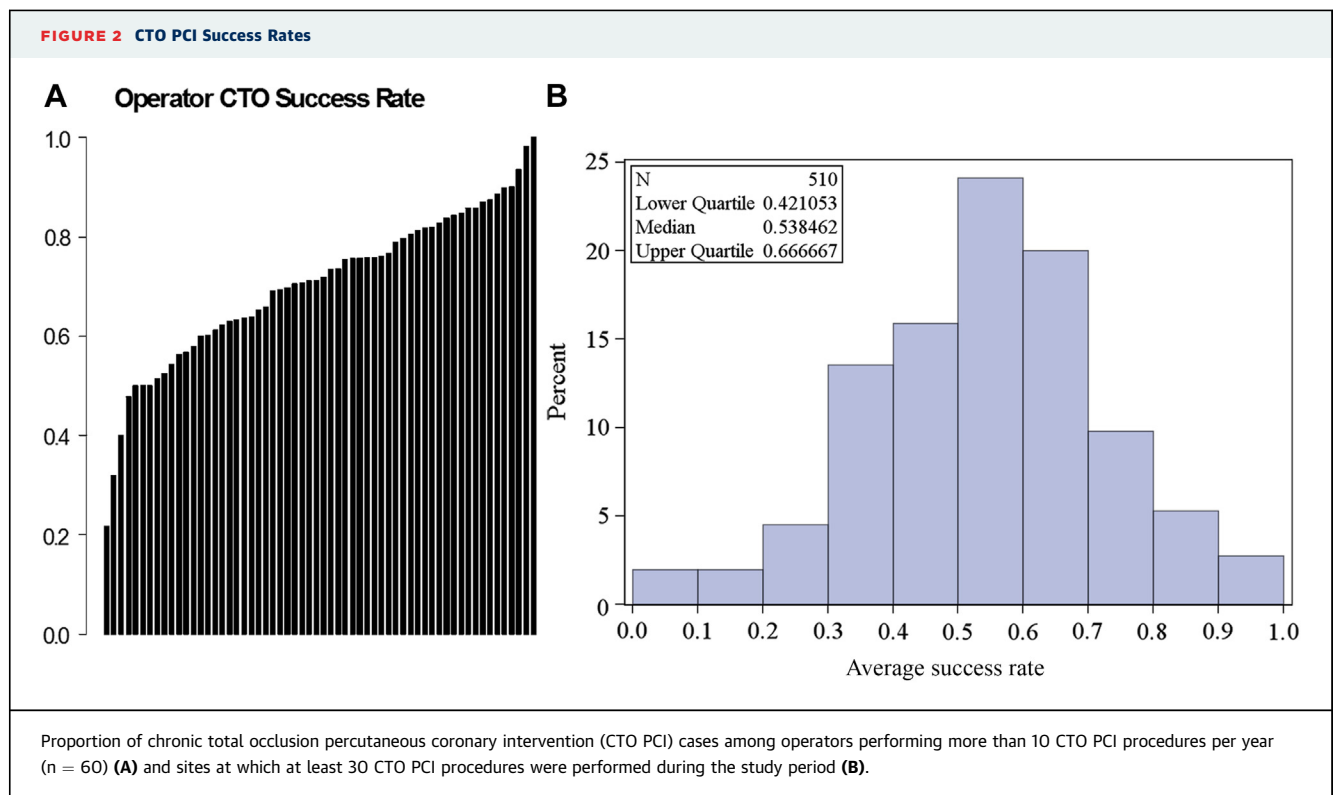 FIGURE 2 CTO PCI Success Rates
A Operator CTO Success Rate
1.0
0.8
0.6
0.4
0.2
0.0
B
25
20
15
10
5
0
Percent
N 510
Lower Quartile 0.421053
Median 0.538462
Upper Quartile 0.666667
0.0 0.1 0.2 0.3 0.4 0.5 0.6 0.7 0.8 0.9 1.0
Average success rate
Proportion of chronic total occlusion percutaneous coronary intervention (CTO PCI) cases among operators performing more than 10 CTO PCI procedures per year
(n = 60) (A) and sites at which at least 30 CTO PCI procedures were performed during the study period (B).